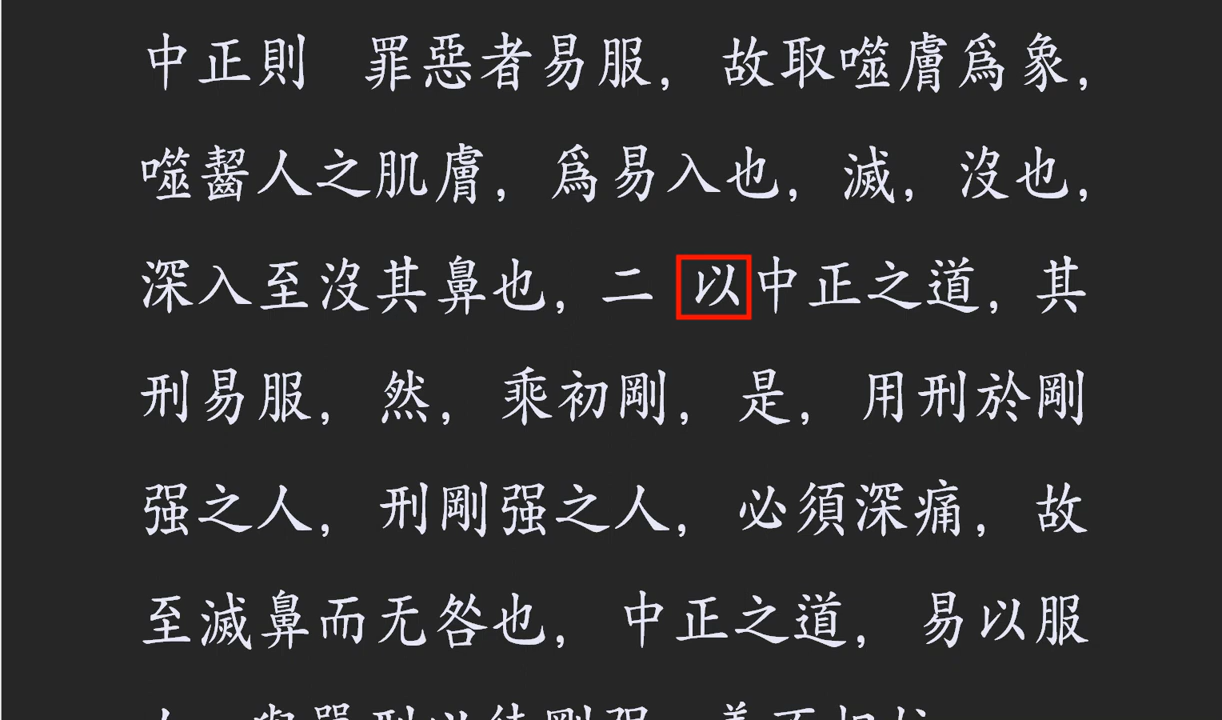 中正則 罪惡者易服，故取噬膚爲象，
噬齧人之肌膚，爲易入也，滅，沒也，
深入至沒其鼻也，二 以中正之道，其
刑易服，然，乘初剛，是，用刑於剛
强之人，刑剛强之人，必須深痛，故
至滅鼻而无咎也，中正之道，易以服